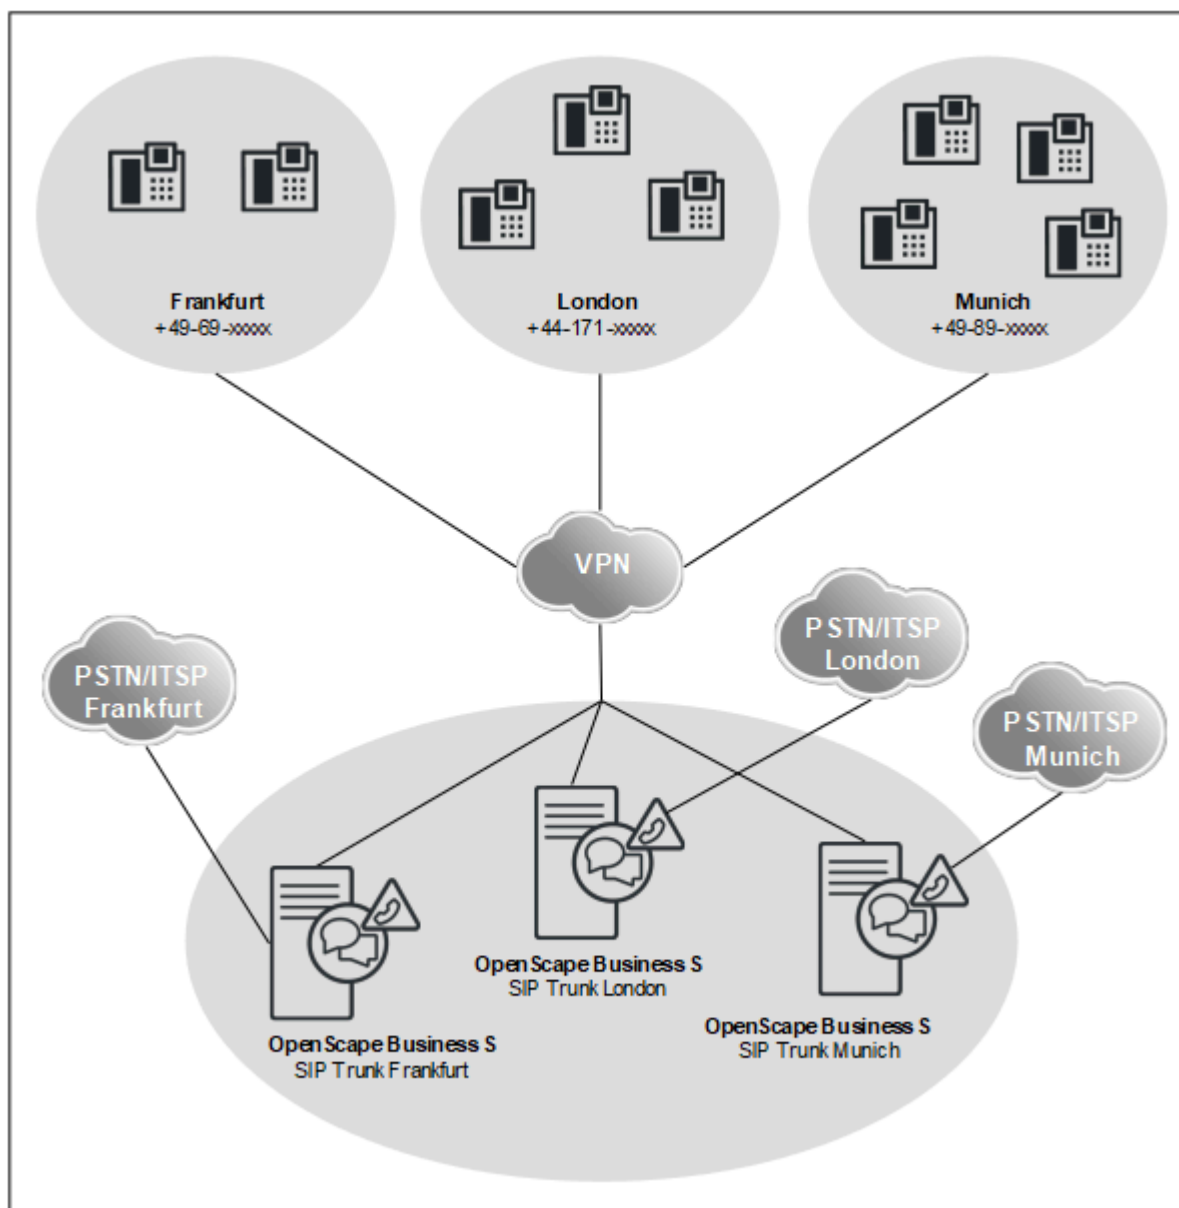 Frankfurt
+49-69-xxxxx
London
+44-171-xxxxx
Munich
+49-89-xxxxx
VPN
PSTN/ITSP
London
PSTN/ITSP
Frankfurt
PSTN/ITSP
Munich
OpenScape Business S
SIP Trunk London
OpenScape Business S
SIP Trunk Munich
OpenScape Business S
SIP Trunk Frankfurt